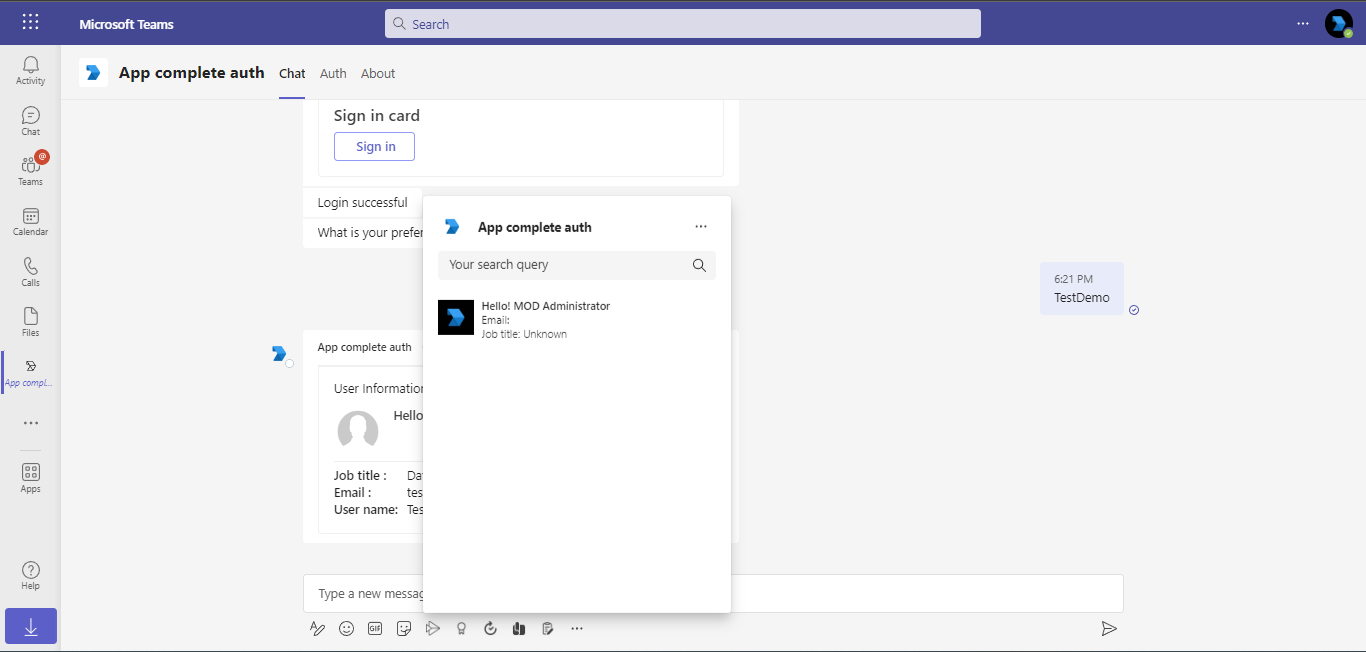 Microsoft Teams
Search
App complete auth
Chat
Auth
About
Activity
Chat
@
Teams
Calendar
Calls
Files
App compl...
Apps
Help
Sign in card
Sign in
Login successful
What is your prefer
6:21 PM
TestDemo
App complete auth
User Information
Hello
Job title :
Email : tes
User name: Tes
Type a new messag
GIF
App complete auth
Your search query
Hello! MOD Administrator
Email:
Job title: Unknown